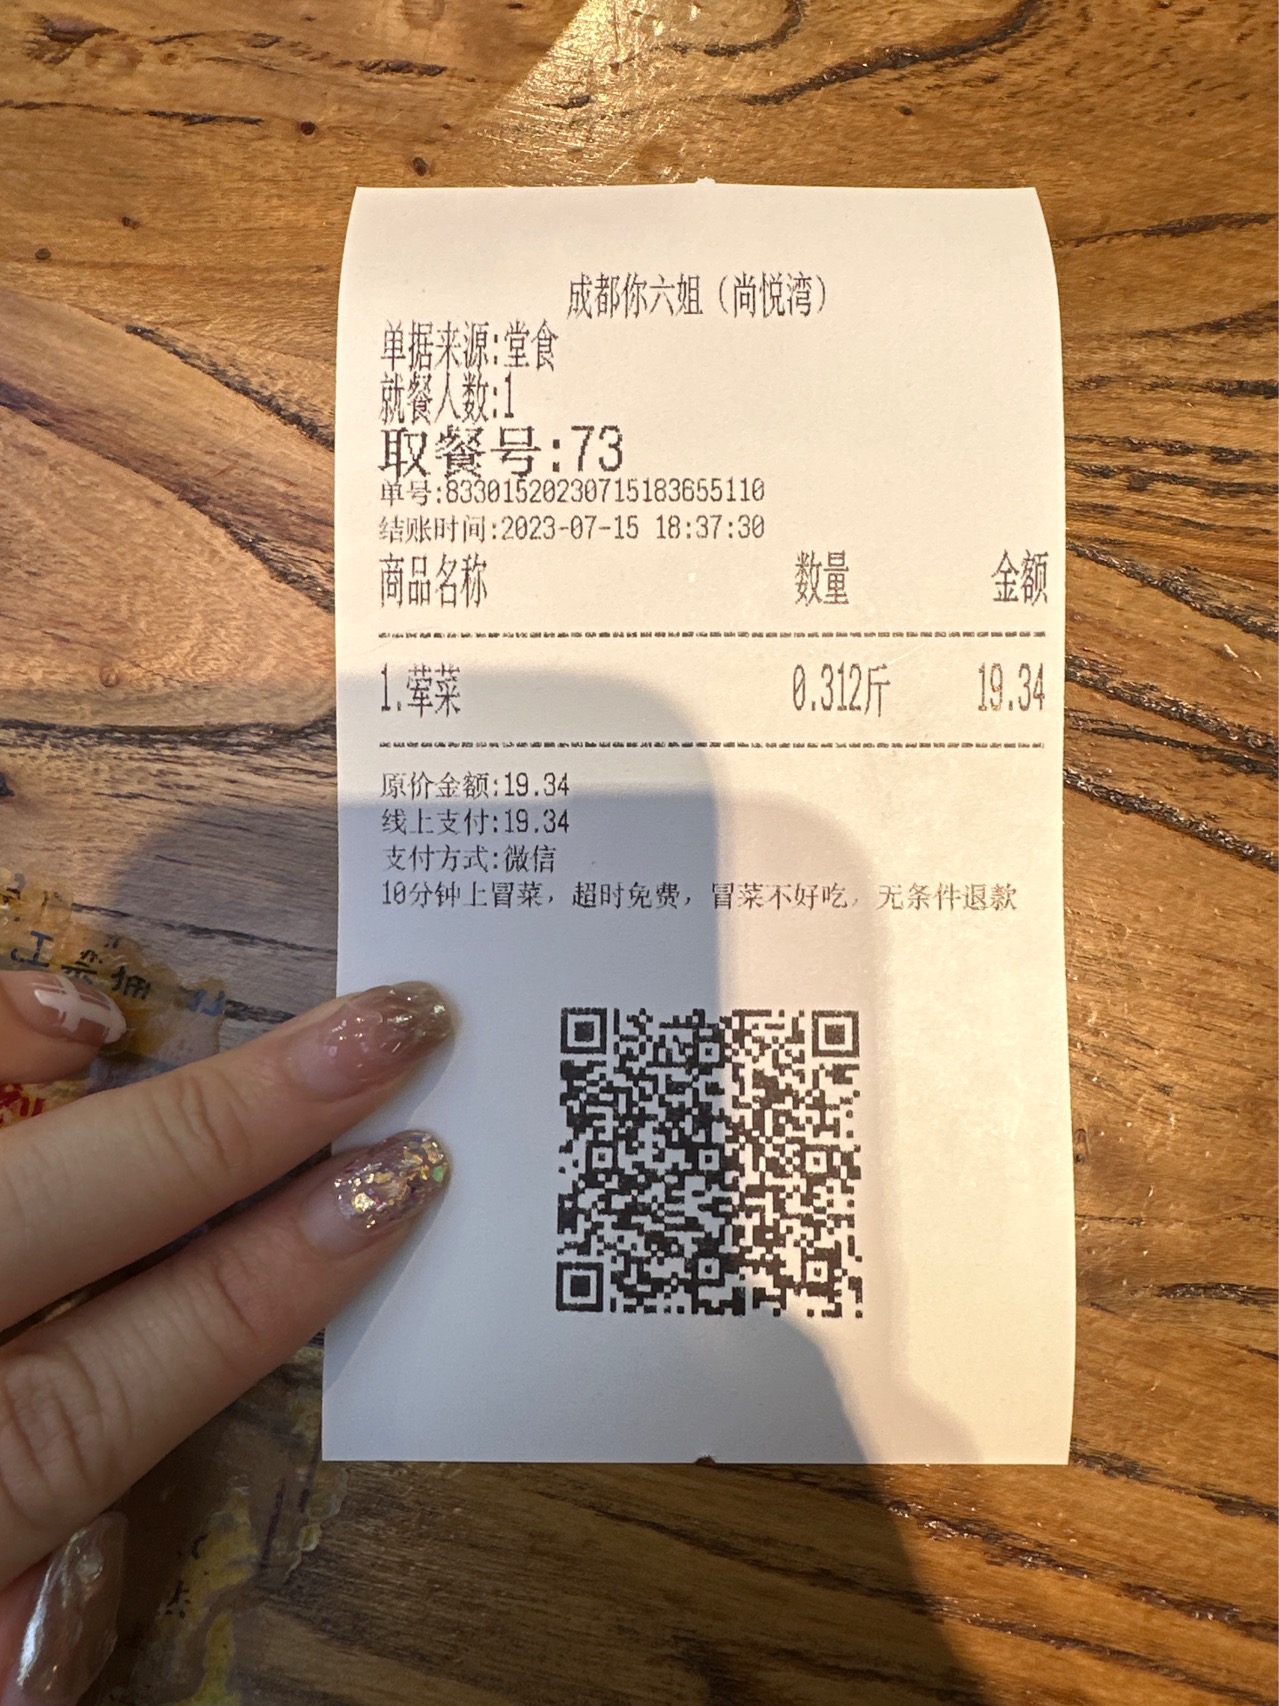 成都你六姐（尚悦湾）
单据来源:堂食
就餐人数:1
取餐号:73
单号:83301520230715183655110
结账时间:2023-07-15 18:37:30
商品名称 数量 金额
1.荤菜 0.312斤 19.34
原价金额:19.34
线上支付:19.34
支付方式:微信
10分钟上冒菜，超时免费，冒菜不好吃，无条件退款